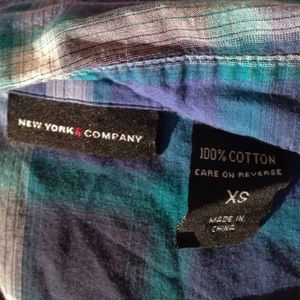 NEW YORK & COMPANY
100% COTTON
CARE ON REVERSE
XS
MADE IN
CHINA